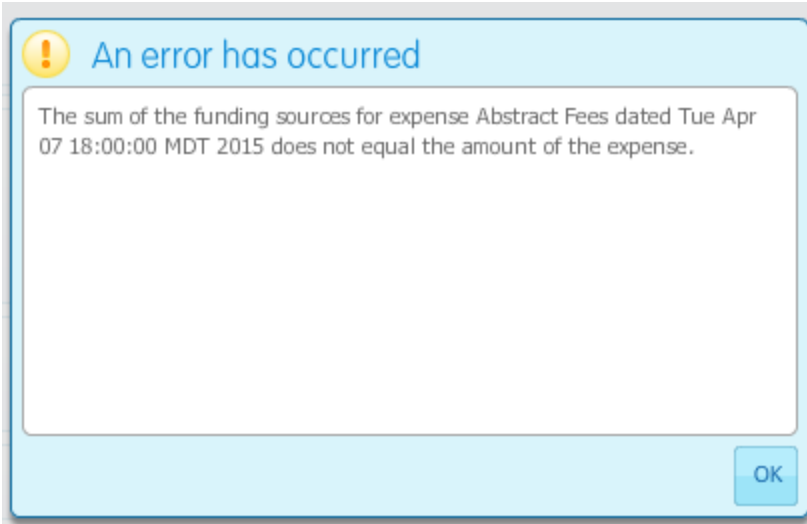 An error has occurred
The sum of the funding sources for expense Abstract Fees dated Tue Apr
07 18:00:00 MDT 2015 does not equal the amount of the expense.
OK